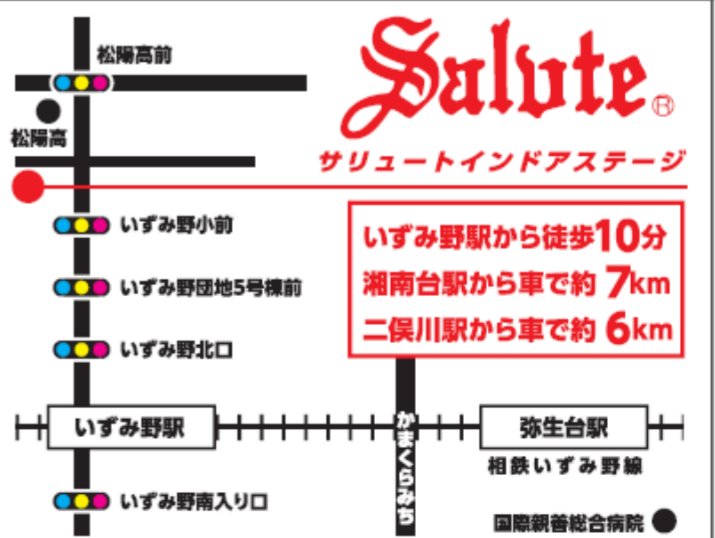 松陽高前
Salute®
松陽高
サリュートインドアステージ
いずみ野小前
いずみ野駅から徒歩10分
湘南台駅から車で約 7km
二俣川駅から車で約 6km
いずみ野団地5号棟前
いずみ野北口
いずみ野駅
かまくらみち
弥生台駅
相鉄いずみ野線
いずみ野南入り口
国際親善総合病院